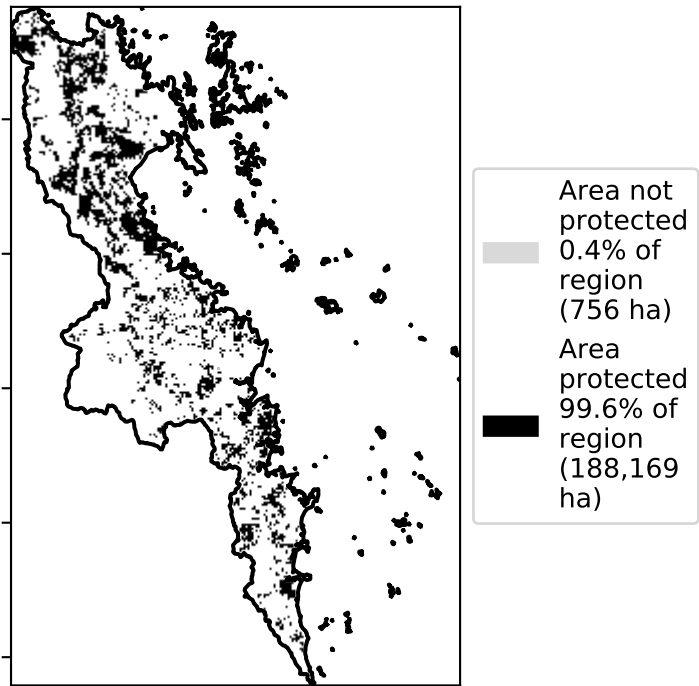 Area not
protected
0.4% of
region
(756 ha)
Area
protected
99.6% of
region
(188,169
ha)